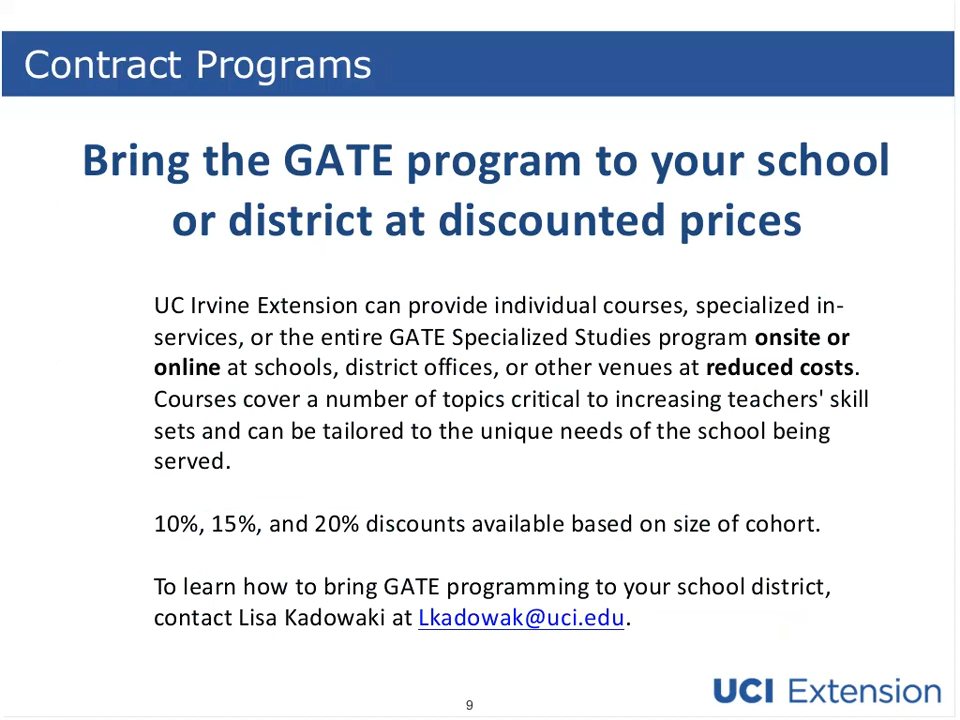 Contract Programs
Bring the GATE program to your school
or district at discounted prices
UC Irvine Extension can provide individual courses, specialized in-
services, or the entire GATE Specialized Studies program onsite or
online at schools, district offices, or other venues at reduced costs.
Courses cover a number of topics critical to increasing teachers' skill
sets and can be tailored to the unique needs of the school being
served.
10%, 15%, and 20% discounts available based on size of cohort.
To learn how to bring GATE programming to your school district,
contact Lisa Kadowaki at Lkadowak@uci.edu.
UCI Extension
9